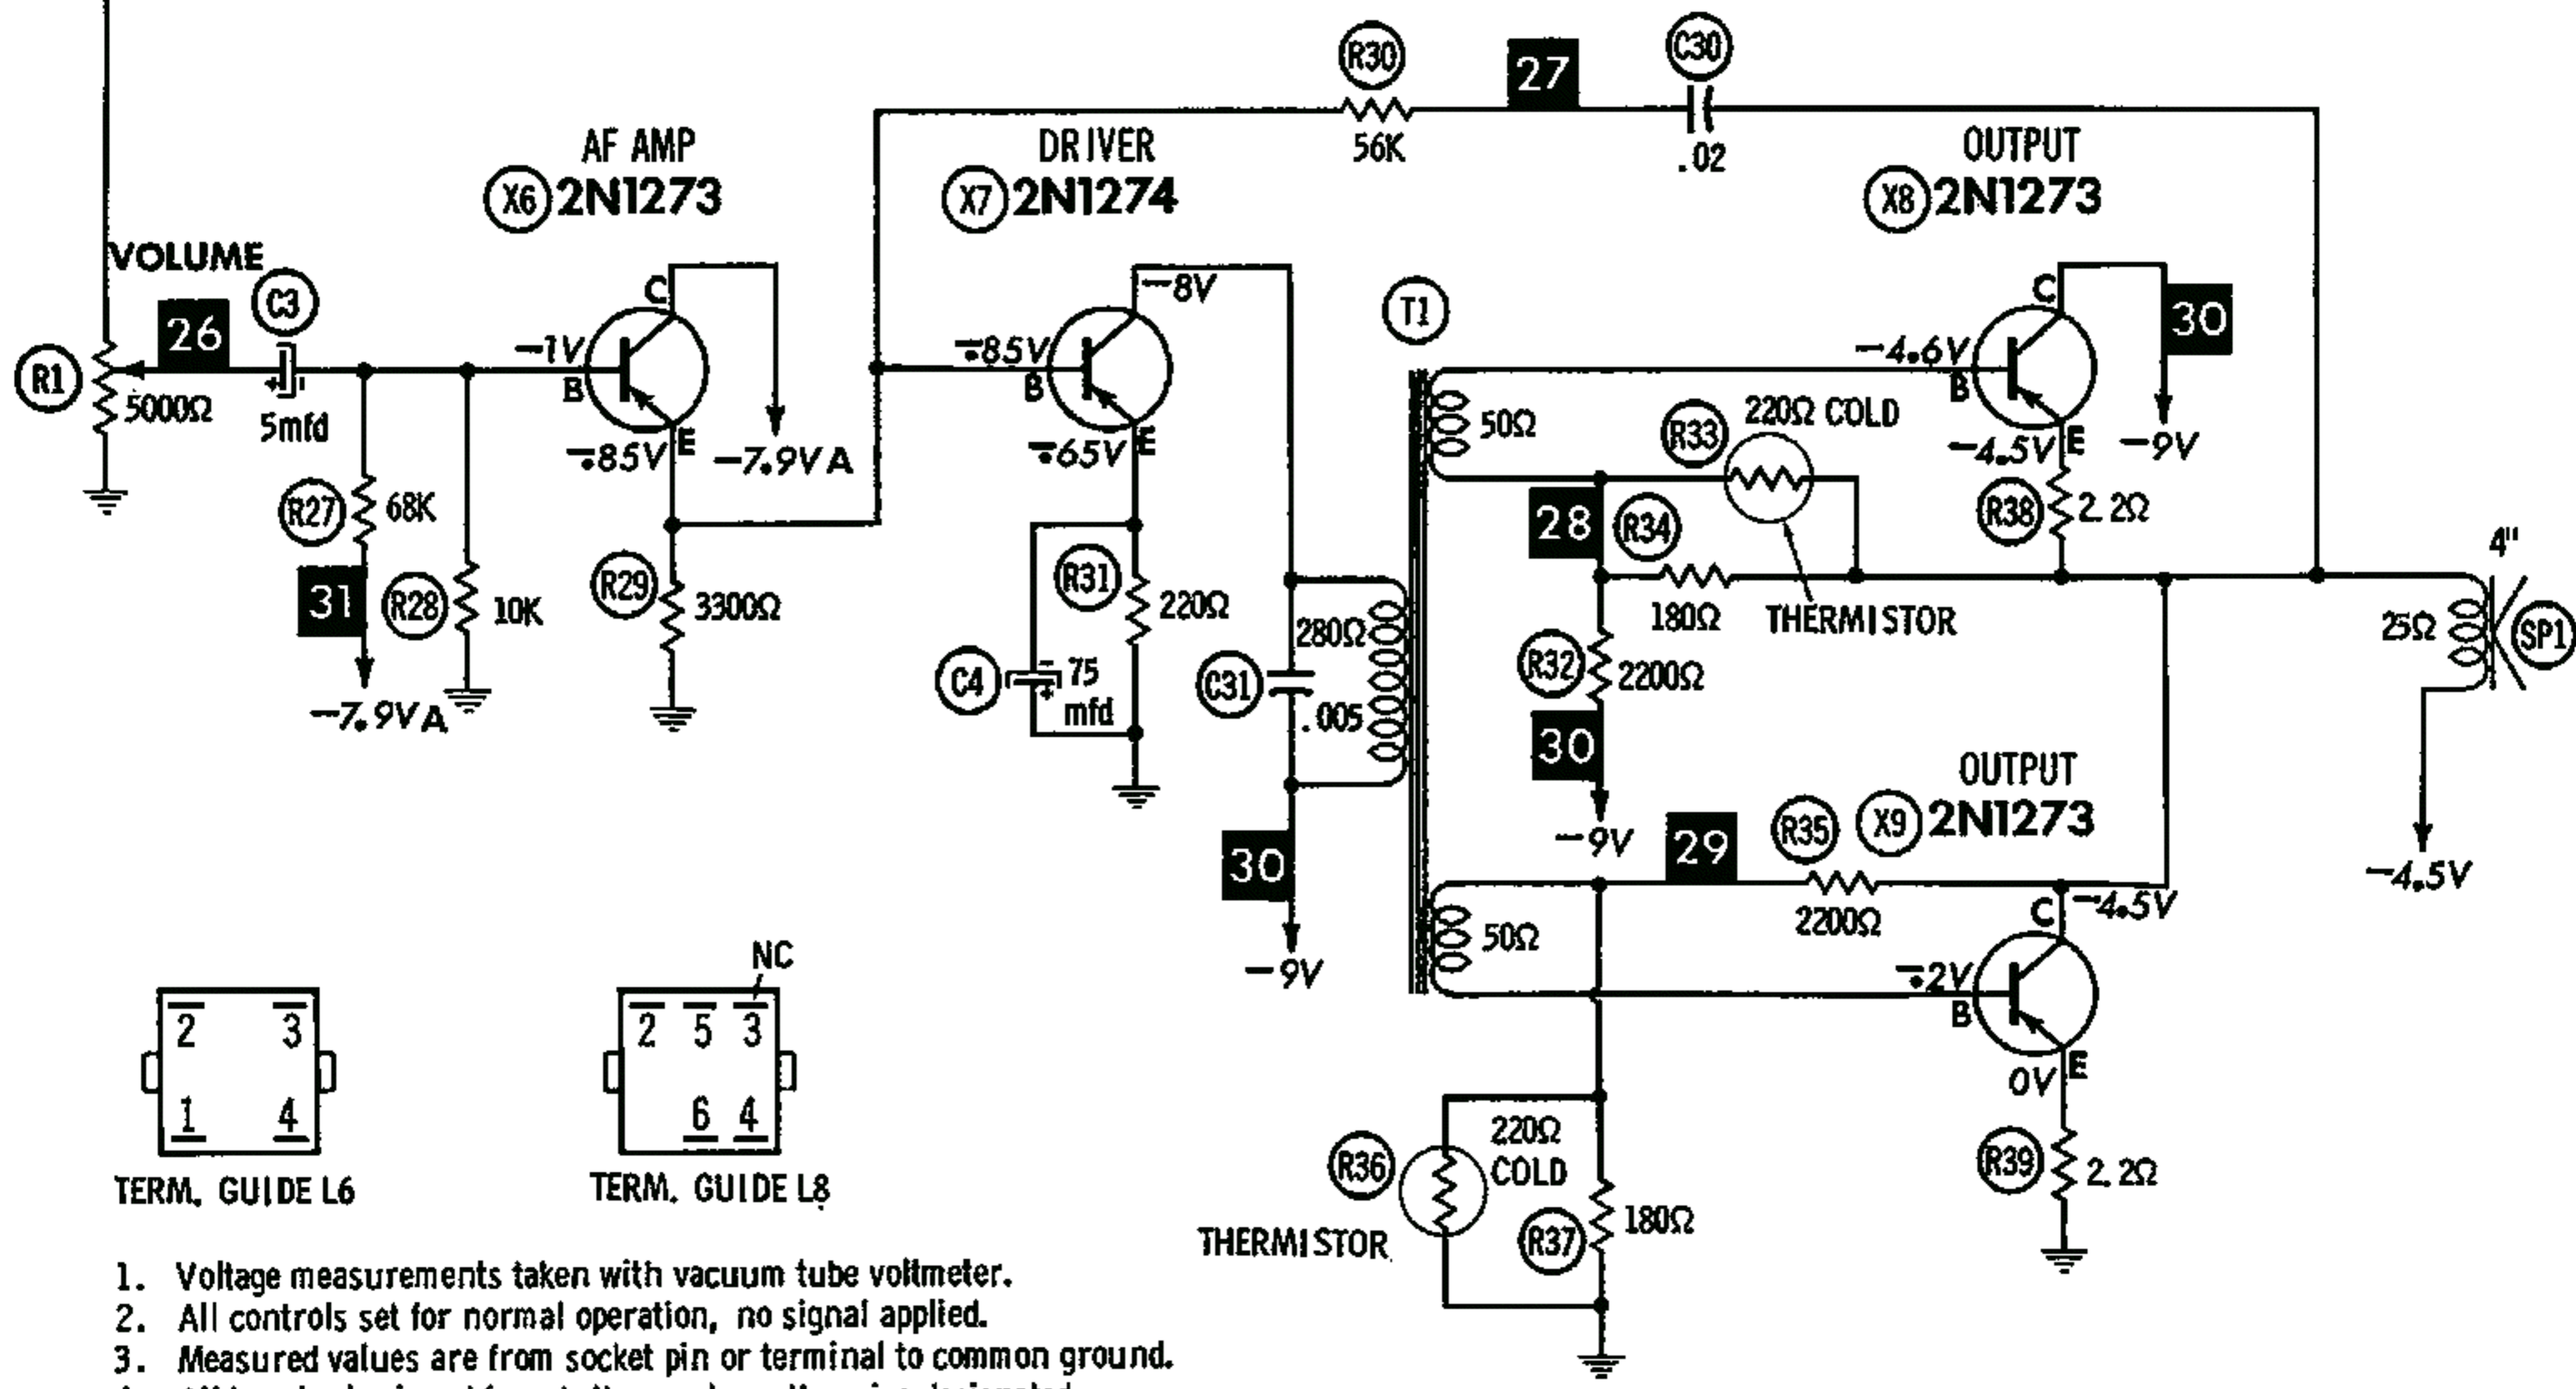 R30
27
C30
56K
.02
AF AMP
X6 2N1273
DRIVER
X7 2N1274
OUTPUT
X8 2N1273
VOLUME
C3
26
R1
5000Ω
5mfd
-1V
B
C
E
-.85V
-7.9V A
R27
68K
31
-7.9V A
R28
10K
R29
3300Ω
-8V
-.85V
B
-.65V
E
R31
220Ω
C4
75
mfd
C31
.005
280Ω
30
-9V
T1
50Ω
28
R33
220Ω COLD
THERMISTOR
R34
180Ω
R32
2200Ω
30
-9V
-4.6V
B
C
30
-9V
-4.5V
E
R38
2.2Ω
4"
25Ω
SP1
-4.5V
OUTPUT
X9 2N1273
29
R35
2200Ω
50Ω
C
-4.5V
-.2V
B
0V
E
R39
2.2Ω
R36
220Ω
COLD
THERMISTOR
R37
180Ω
2 3
1 4
TERM. GUIDE L6
NC
2 5 3
6 4
TERM. GUIDE L8
1. Voltage measurements taken with vacuum tube voltmeter.
2. All controls set for normal operation, no signal applied.
3. Measured values are from socket pin or terminal to common ground.